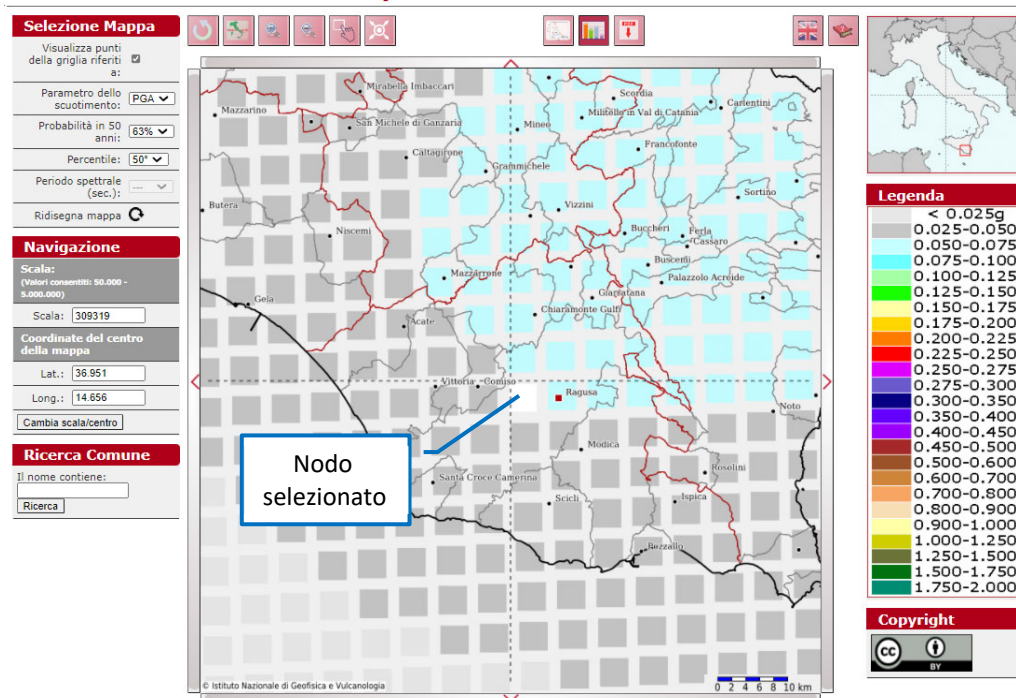 Selezione Mappa
Visualizza punti
della griglia riferiti
a:
Parametro dello
scuotimento:
PGA
Probabilità in 50
anni:
63%
Percentile:
50°
Periodo spettrale
(sec.):
---
Ridisegna mappa
Navigazione
Scala:
(Valori consentiti: 50.000 -
5.000.000)
Scala: 309319
Coordinate del centro
della mappa
Lat.: 36.951
Long.: 14.656
Cambia scala/centro
Ricerca Comune
Il nome contiene:
Ricerca
Mirabella Imbaccari
Scordia
Mazzarino
Militello in Val di Catania
Carlentini
San Michele di Ganzaria
Mineo
Caltagirone
Francofonte
Grammichele
Sortino
Butera
Vizzini
Niscemi
Buccheri
Ferla
Cassaro
Buscemi
Mazzarrone
Palazzolo Acreide
Gela
Giarratana
Chiaramonte Gulfi
Acate
Vittoria
Comiso
Ragusa
Noto
Modica
Nodo
selezionato
Santa Croce Camerina
Rosolini
Scicli
Ispica
Pozzallo
© Istituto Nazionale di Geofisica e Vulcanologia
0 2 4 6 8 10 km
Legenda
< 0.025g
0.025-0.050
0.050-0.075
0.075-0.100
0.100-0.125
0.125-0.150
0.150-0.175
0.175-0.200
0.200-0.225
0.225-0.250
0.250-0.275
0.275-0.300
0.300-0.350
0.350-0.400
0.400-0.450
0.450-0.500
0.500-0.600
0.600-0.700
0.700-0.800
0.800-0.900
0.900-1.000
1.000-1.250
1.250-1.500
1.500-1.750
1.750-2.000
Copyright
cc
BY